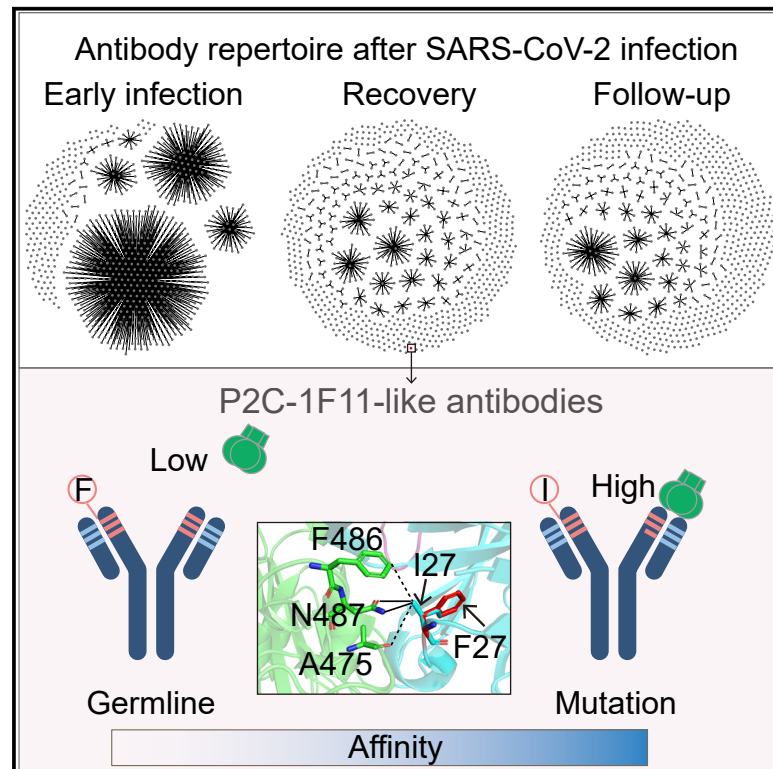 Antibody repertoire after SARS-CoV-2 infection
Early infection
Recovery
Follow-up
P2C-1F11-like antibodies
Low
High
F
I
F486
I27
N487
F27
A475
Germline
Mutation
Affinity